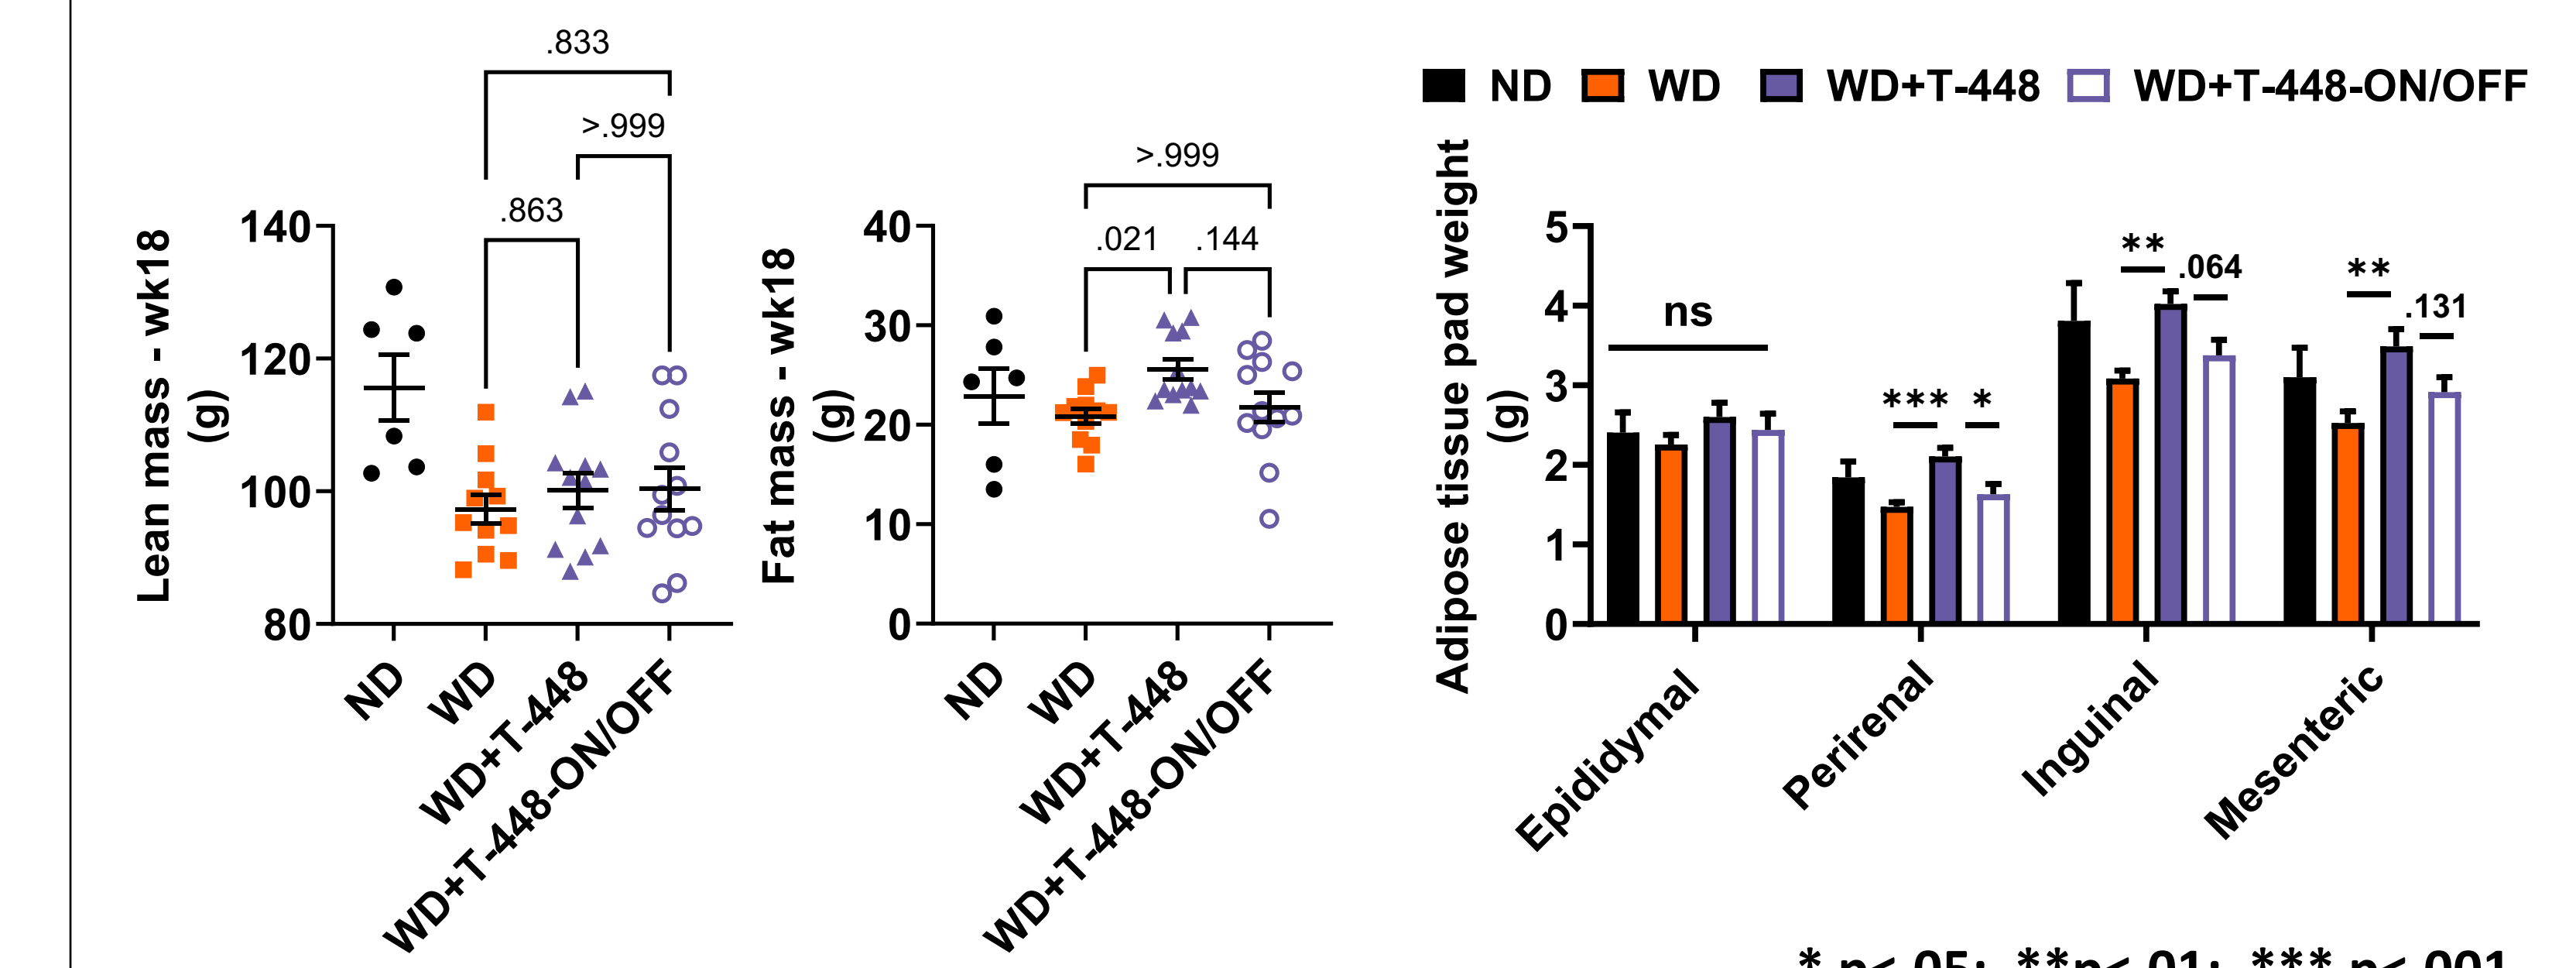 .833
>.999
.863
Lean mass - wk18
(g)
140
120
100
80
ND
WD
WD+T-448
WD+T-448-ON/OFF
>.999
.021
.144
Fat mass - wk18
(g)
40
30
20
10
0
ND
WD
WD+T-448
WD+T-448-ON/OFF
ND WD WD+T-448 WD+T-448-ON/OFF
Adipose tissue pad weight
(g)
5
4
3
2
1
0
ns
*** *
** .064
** .131
Epididymal
Perirenal
Inguinal
Mesenteric
* p<.05; **p<.01; *** p<.001